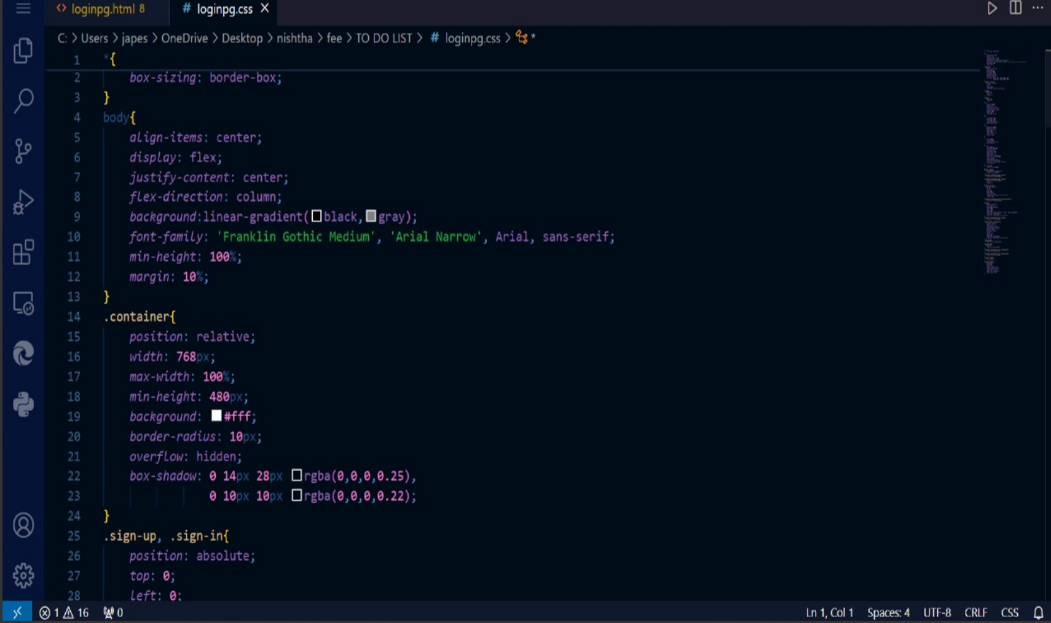 loginpg.html 8
# loginpg.css X
C: > Users > japes > OneDrive > Desktop > nishtha > fee > TO DO LIST > # loginpg.css > *
1 *{
2 box-sizing: border-box;
3 }
4 body{
5 align-items: center;
6 display: flex;
7 justify-content: center;
8 flex-direction: column;
9 background:linear-gradient(black,gray);
10 font-family: 'Franklin Gothic Medium', 'Arial Narrow', Arial, sans-serif;
11 min-height: 100%;
12 margin: 10%;
13 }
14 .container{
15 position: relative;
16 width: 768px;
17 max-width: 100%;
18 min-height: 480px;
19 background: #fff;
20 border-radius: 10px;
21 overflow: hidden;
22 box-shadow: 0 14px 28px rgba(0,0,0,0.25),
23 0 10px 10px rgba(0,0,0,0.22);
24 }
25 .sign-up, .sign-in{
26 position: absolute;
27 top: 0;
28 left: 0;
1 16 0 Ln 1, Col 1 Spaces: 4 UTF-8 CRLF CSS